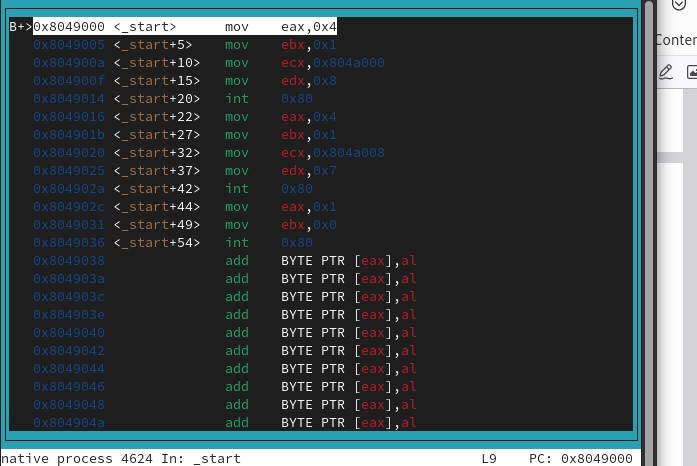 B+>0x8049000 <_start> mov eax,0x4
0x8049005 <_start+5> mov ebx,0x1
0x804900a <_start+10> mov ecx,0x804a000
0x804900f <_start+15> mov edx,0x8
0x8049014 <_start+20> int 0x80
0x8049016 <_start+22> mov eax,0x4
0x804901b <_start+27> mov ebx,0x1
0x8049020 <_start+32> mov ecx,0x804a008
0x8049025 <_start+37> mov edx,0x7
0x804902a <_start+42> int 0x80
0x804902c <_start+44> mov eax,0x1
0x8049031 <_start+49> mov ebx,0x0
0x8049036 <_start+54> int 0x80
0x8049038 add BYTE PTR [eax],al
0x804903a add BYTE PTR [eax],al
0x804903c add BYTE PTR [eax],al
0x804903e add BYTE PTR [eax],al
0x8049040 add BYTE PTR [eax],al
0x8049042 add BYTE PTR [eax],al
0x8049044 add BYTE PTR [eax],al
0x8049046 add BYTE PTR [eax],al
0x8049048 add BYTE PTR [eax],al
0x804904a add BYTE PTR [eax],al
native process 4624 In: _start L9 PC: 0x8049000
Conter